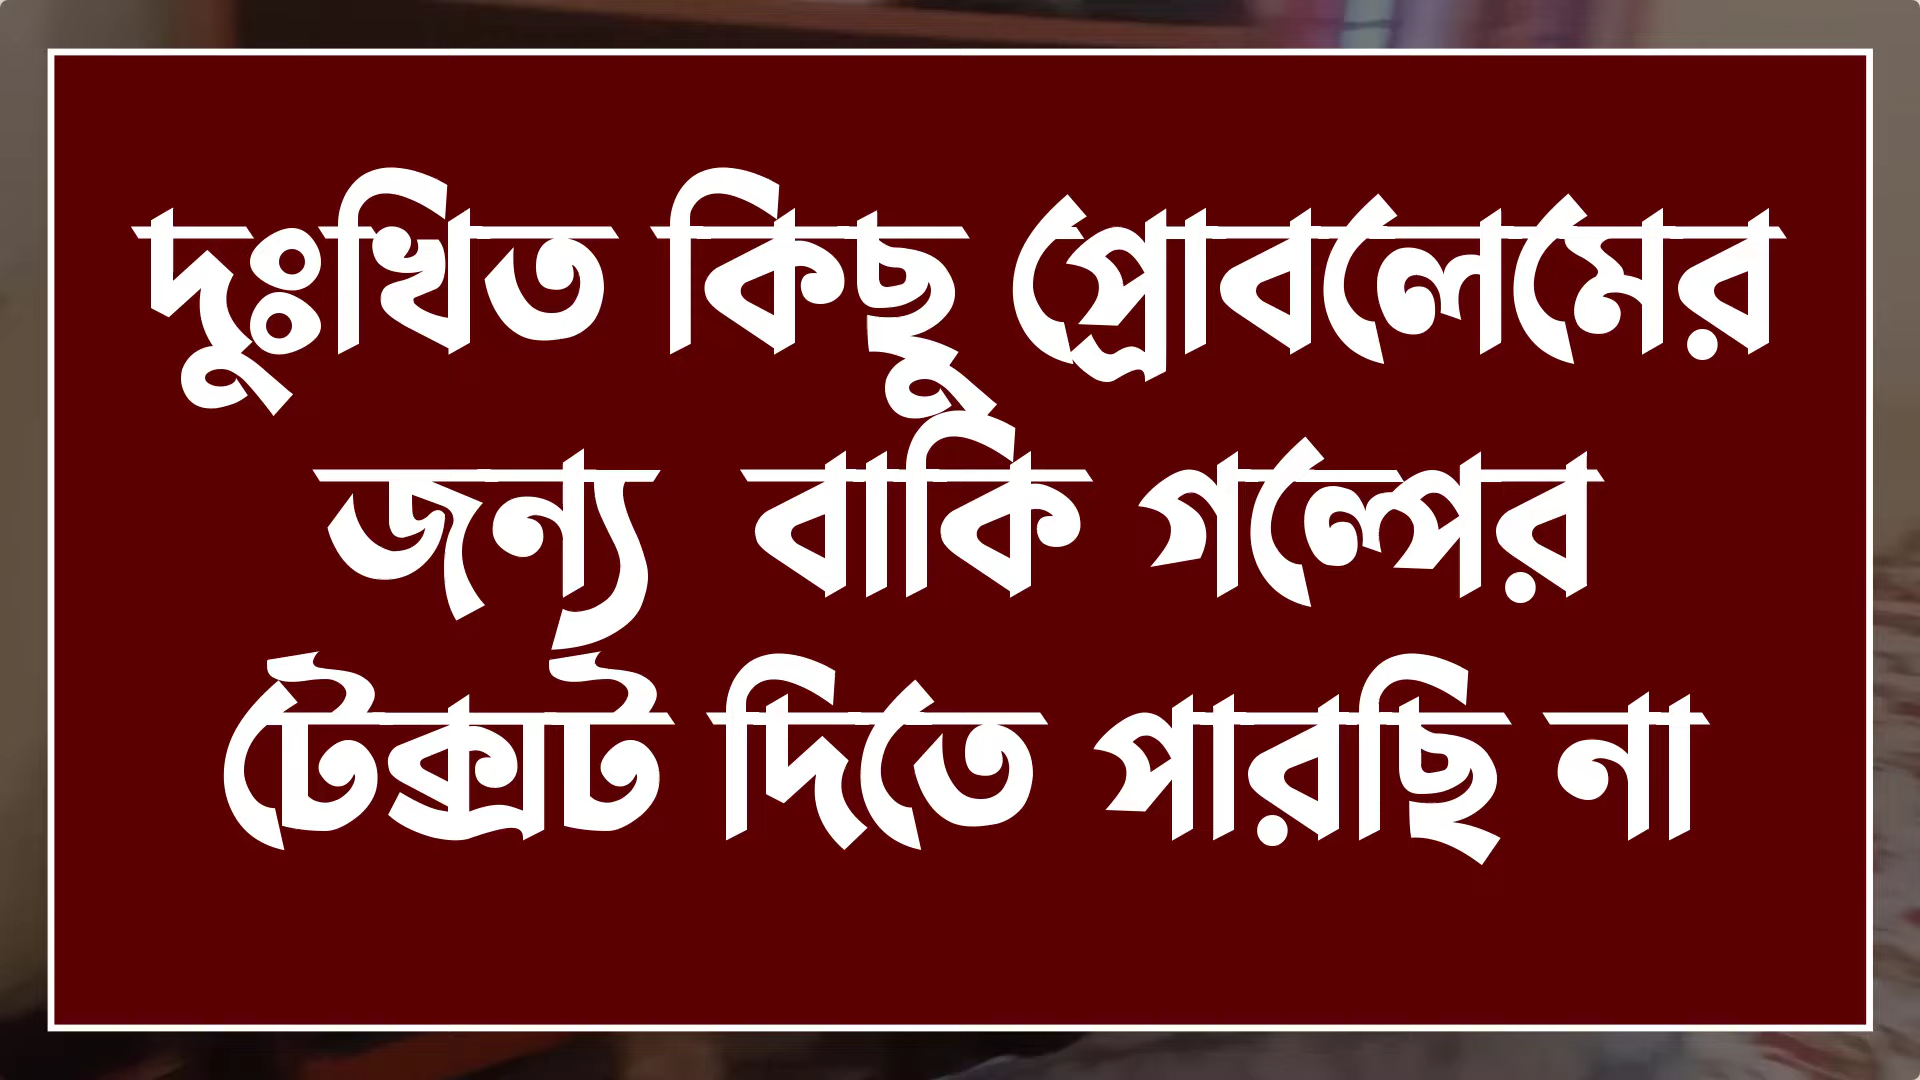 দুঃখিত কিছু প্রোবলেমের
জন্য বাকি গল্পের
টেক্সট দিতে পারছি না